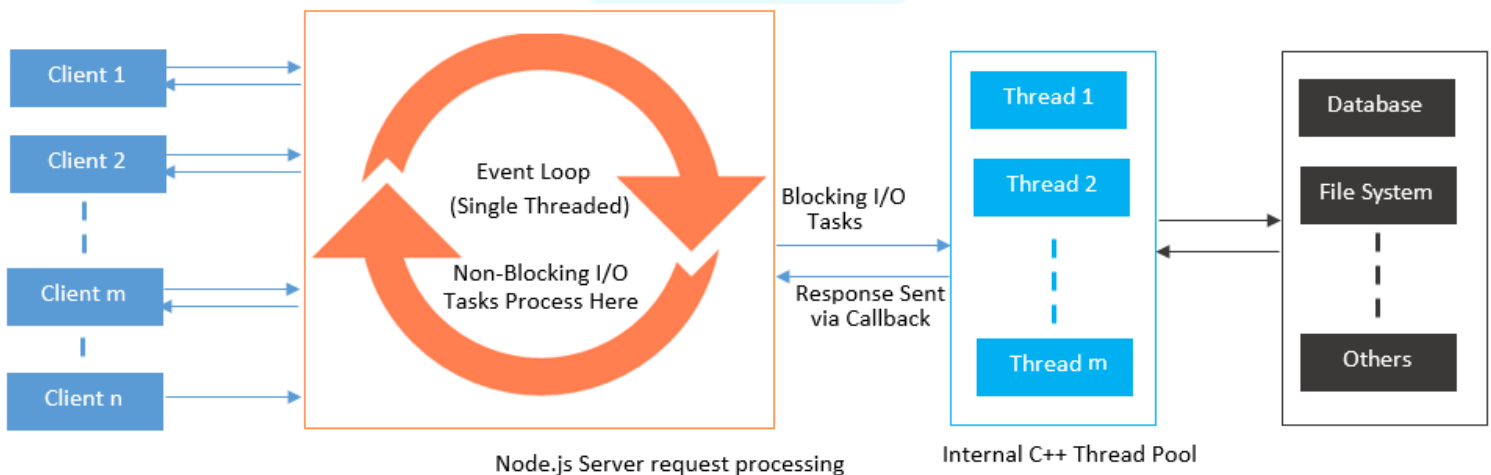 Client 1
Client 2
Client m
Client n
Event Loop
(Single Threaded)
Non-Blocking I/O
Tasks Process Here
Node.js Server request processing
Blocking I/O
Tasks
Response Sent
via Callback
Thread 1
Thread 2
Thread m
Internal C++ Thread Pool
Database
File System
Others